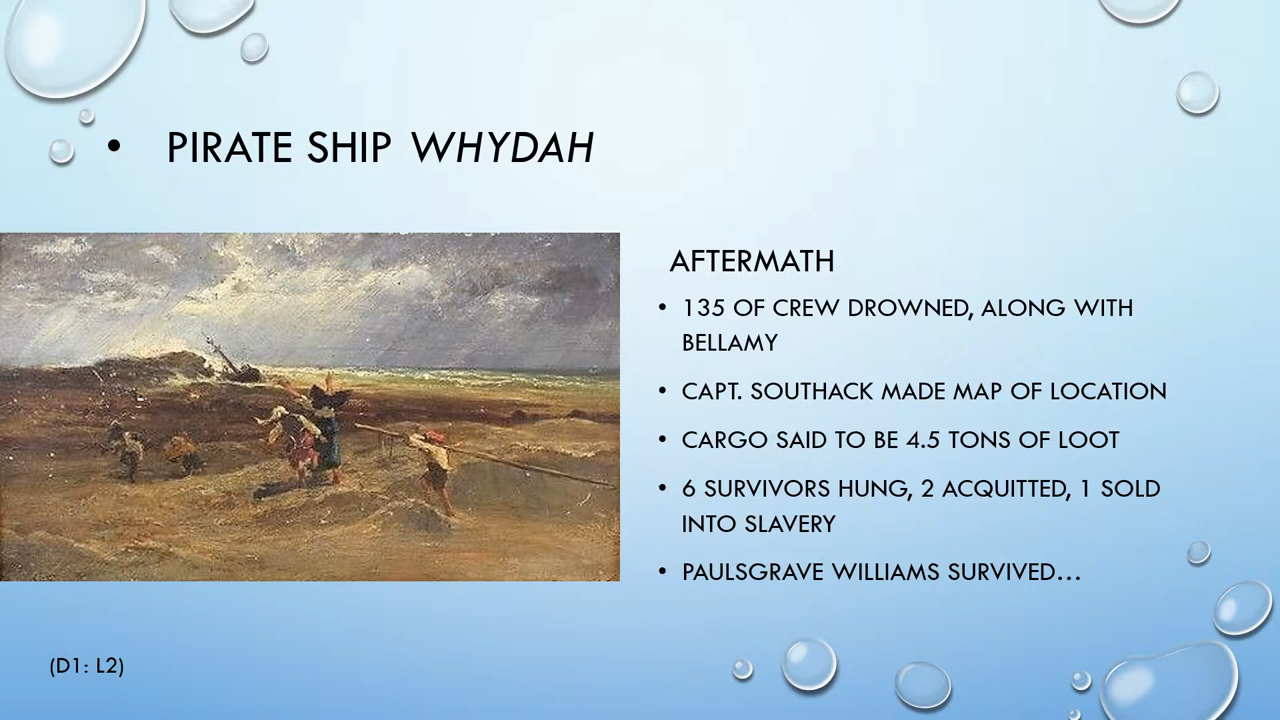 • PIRATE SHIP WHYDAH
AFTERMATH
• 135 OF CREW DROWNED, ALONG WITH
BELLAMY
• CAPT. SOUTHACK MADE MAP OF LOCATION
• CARGO SAID TO BE 4.5 TONS OF LOOT
• 6 SURVIVORS HUNG, 2 ACQUITTED, 1 SOLD
INTO SLAVERY
• PAULSGRAVE WILLIAMS SURVIVED…
(D1: L2)